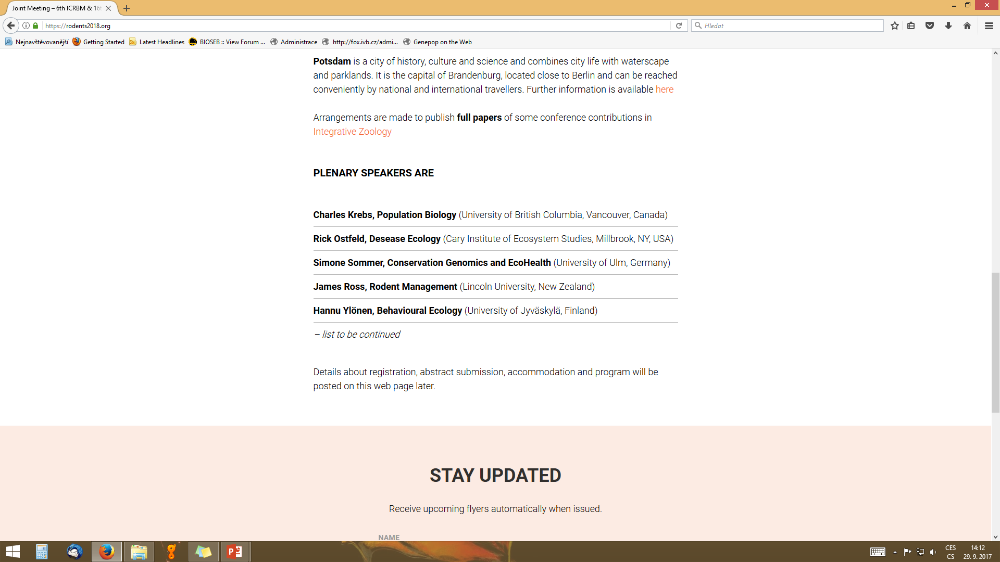 Joint Meeting – 6th ICRBM & 16t
https://rodents2018.org
Hledat
Nejnavštěvovanější Getting Started Latest Headlines BIOSEB :: View Forum ... Administrace http://fox.ivb.cz/admi... Genepop on the Web
Potsdam is a city of history, culture and science and combines city life with waterscape
and parklands. It is the capital of Brandenburg, located close to Berlin and can be reached
conveniently by national and international travellers. Further information is available here
Arrangements are made to publish full papers of some conference contributions in
Integrative Zoology
PLENARY SPEAKERS ARE
Charles Krebs, Population Biology (University of British Columbia, Vancouver, Canada)
Rick Ostfeld, Desease Ecology (Cary Institute of Ecosystem Studies, Millbrook, NY, USA)
Simone Sommer, Conservation Genomics and EcoHealth (University of Ulm, Germany)
James Ross, Rodent Management (Lincoln University, New Zealand)
Hannu Ylönen, Behavioural Ecology (University of Jyväskylä, Finland)
– list to be continued
Details about registration, abstract submission, accommodation and program will be
posted on this web page later.
STAY UPDATED
Receive upcoming flyers automatically when issued.
NAME
CES 14:12
CS 29. 9. 2017